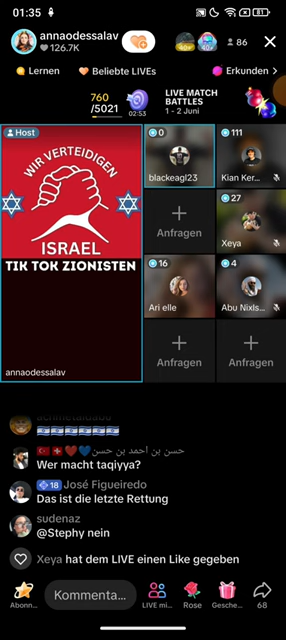 01:35
81
annaodessalav
126.7K
40+
40+
86
Lernen
Beliebte LIVEs
Erkunden
760
/5021
02:53
LIVE MATCH
BATTLES
1 - 2 Juni
Host
0
111
WIR VERTEIDIGEN
ISRAEL
TIK TOK ZIONISTEN
annaodessalav
blackeagl23
Kian Ker...
27
Anfragen
Xeya
16
4
Ari elle
Abu Nixls...
Anfragen
Anfragen
حسن بن احمد بن حسن
Wer macht taqiyya?
18 José Figueiredo
Das ist die letzte Rettung
sudenaz
@Stephy nein
Xeya hat dem LIVE einen Like gegeben
Kommenta...
Abonn...
LIVE mi...
Rose
Gesche...
68